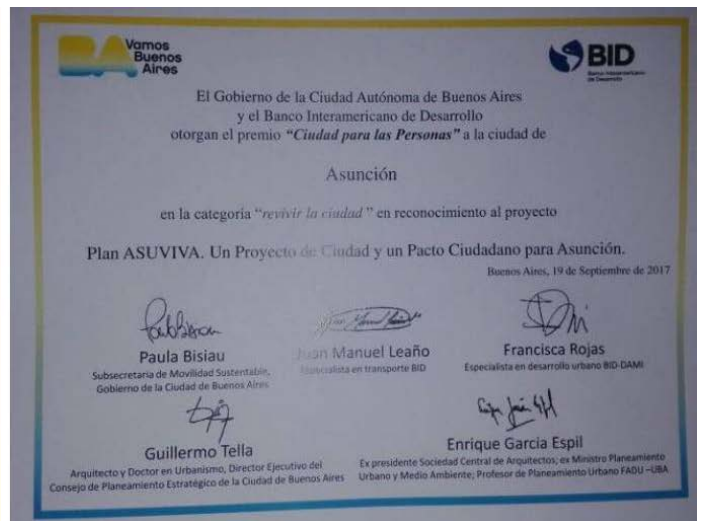 BA
Vamos
Buenos
Aires
BID
Banco Interamericano
de Desarrollo
El Gobierno de la Ciudad Autónoma de Buenos Aires
y el Banco Interamericano de Desarrollo
otorgan el premio "Ciudad para las Personas" a la ciudad de
Asunción
en la categoría "revivir la ciudad" en reconocimiento al proyecto
Plan ASUVIVA. Un Proyecto de Ciudad y un Pacto Ciudadano para Asunción.
Buenos Aires, 19 de Septiembre de 2017
Paula Bisiau
Subsecretaria de Movilidad Sustentable,
Gobierno de la Ciudad de Buenos Aires
Juan Manuel Leaño
Especialista en transporte BID
Francisca Rojas
Especialista en desarrollo urbano BID-DAMI
Guillermo Tella
Arquitecto y Doctor en Urbanismo, Director Ejecutivo del
Consejo de Planeamiento Estratégico de la Ciudad de Buenos Aires
Enrique García Espil
Ex presidente Sociedad Central de Arquitectos; ex Ministro Planeamiento
Urbano y Medio Ambiente; Profesor de Planeamiento Urbano FADU –UBA